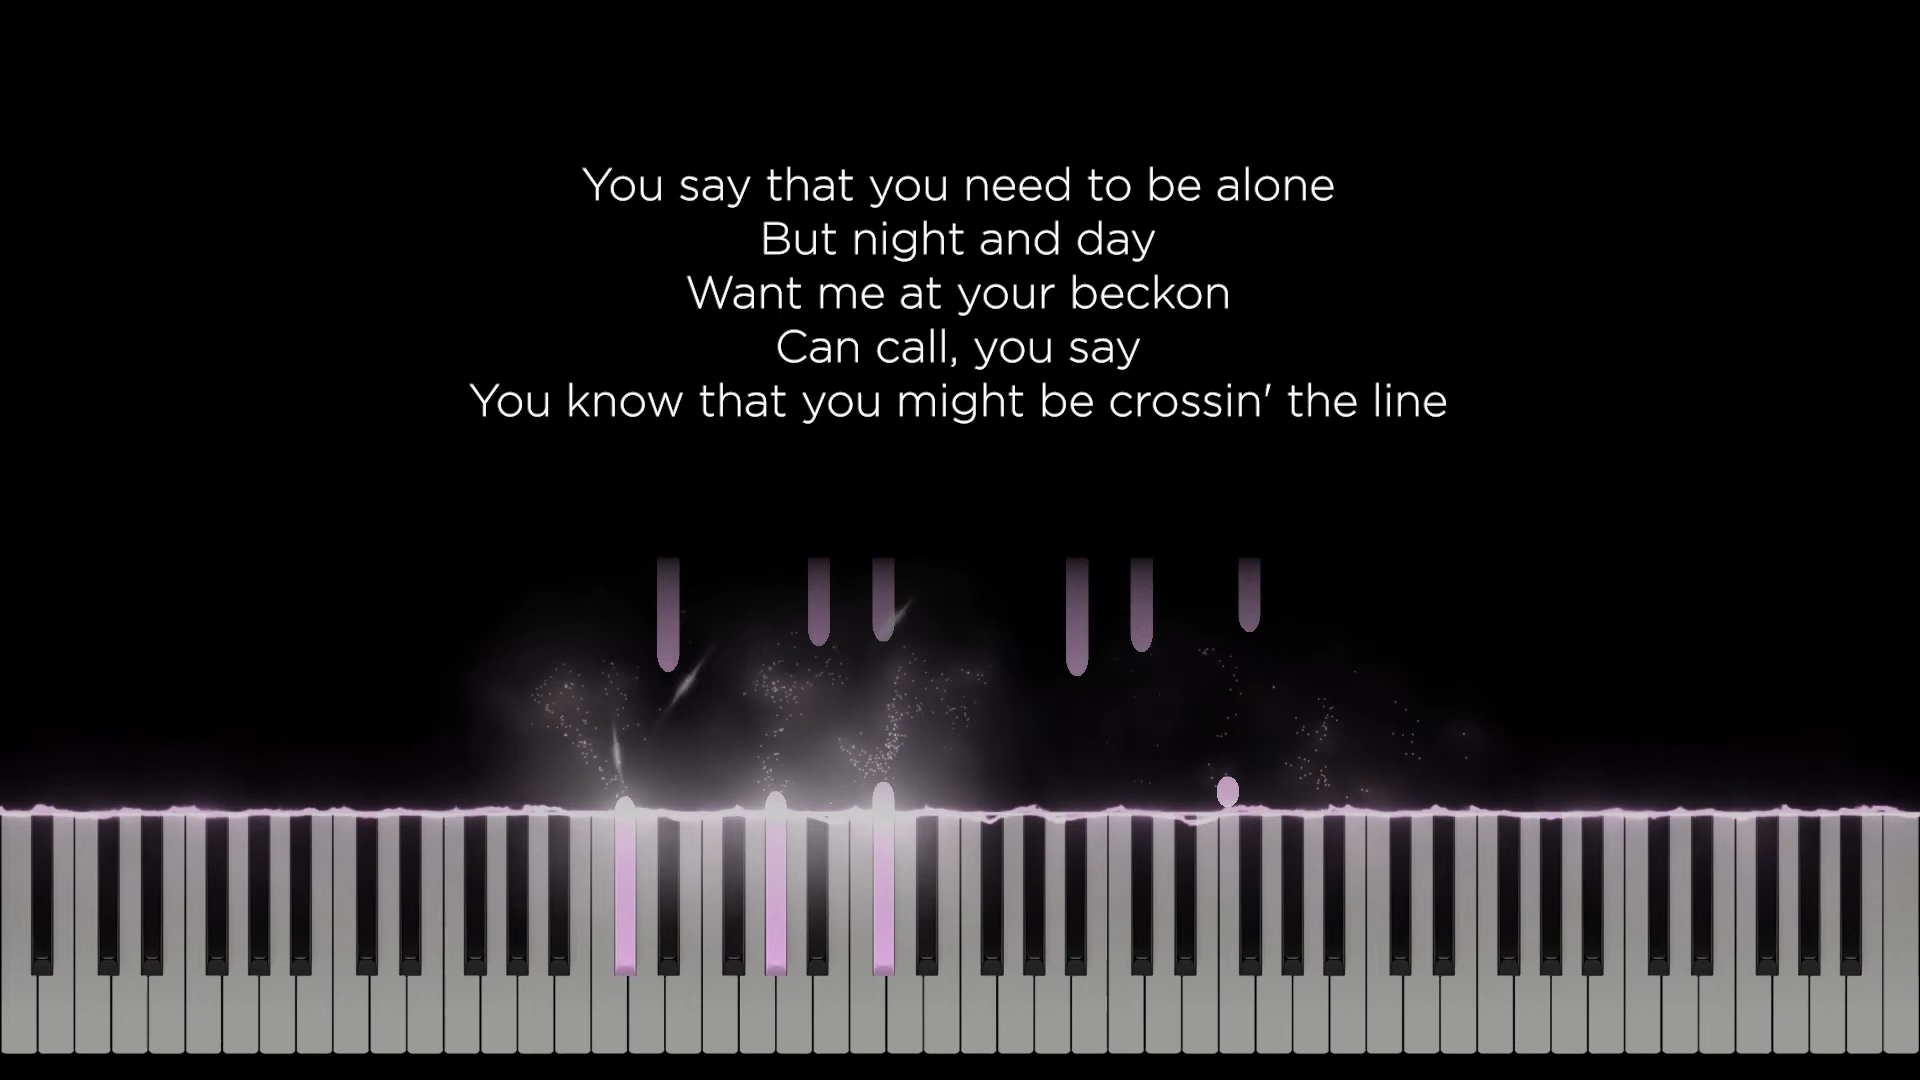 You say that you need to be alone
But night and day
Want me at your beckon
Can call, you say
You know that you might be crossin' the line